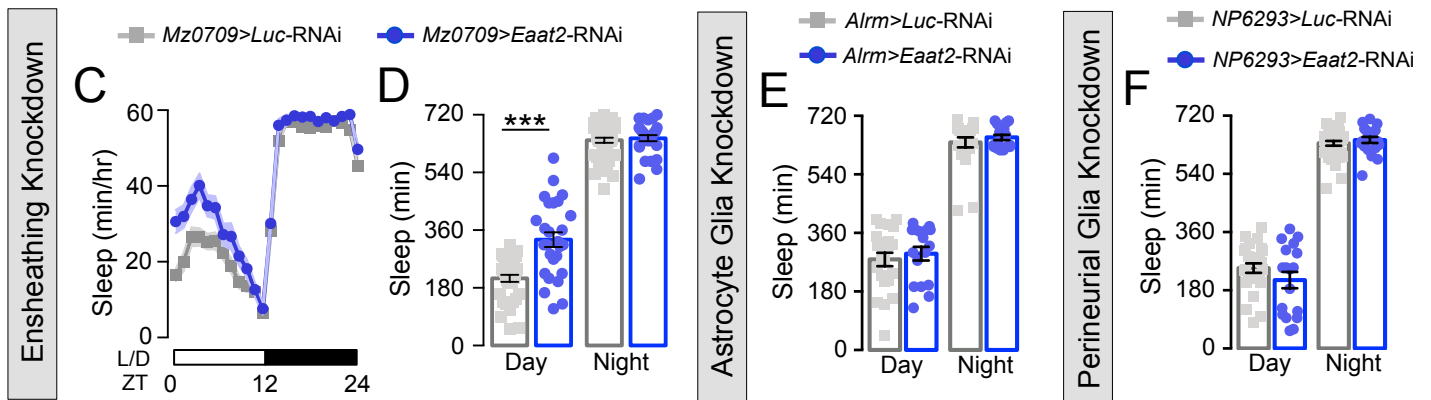 Ensheathing Knockdown
Mz0709>Luc-RNAi
Mz0709>Eaat2-RNAi
C
Sleep (min/hr)
60
40
20
0
L/D
ZT 0 12 24
D
***
Sleep (min)
720
540
360
180
0
Day Night
Astrocyte Glia Knockdown
Alrm>Luc-RNAi
Alrm>Eaat2-RNAi
E
Sleep (min)
720
540
360
180
0
Day Night
Perineurial Glia Knockdown
NP6293>Luc-RNAi
NP6293>Eaat2-RNAi
F
Sleep (min)
720
540
360
180
0
Day Night